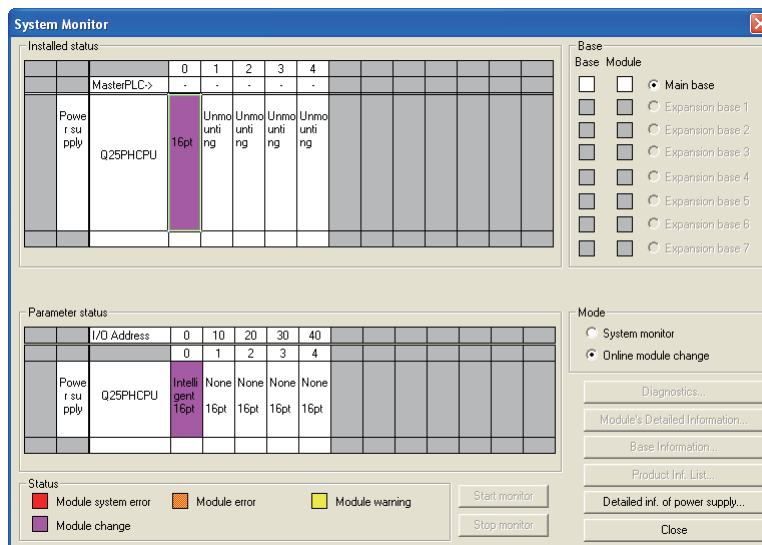 System Monitor
Installed status
0 1 2 3 4
MasterPLC-> - - - - -
Powe
r su
pply
Q25PHCPU
16pt
Unmo
unti
ng
Unmo
unti
ng
Unmo
unti
ng
Unmo
unti
ng
Base
Base Module
Main base
Expansion base 1
Expansion base 2
Expansion base 3
Expansion base 4
Expansion base 5
Expansion base 6
Expansion base 7
Parameter status
I/O Address 0 10 20 30 40
0 1 2 3 4
Powe
r su
pply
Q25PHCPU
Intelli
gent
16pt
None
16pt
None
16pt
None
16pt
None
16pt
Mode
System monitor
Online module change
Diagnostics...
Module's Detailed Information...
Base Information...
Product Inf. List...
Detailed inf. of power supply...
Close
Status
Module system error
Module error
Module warning
Module change
Start monitor
Stop monitor